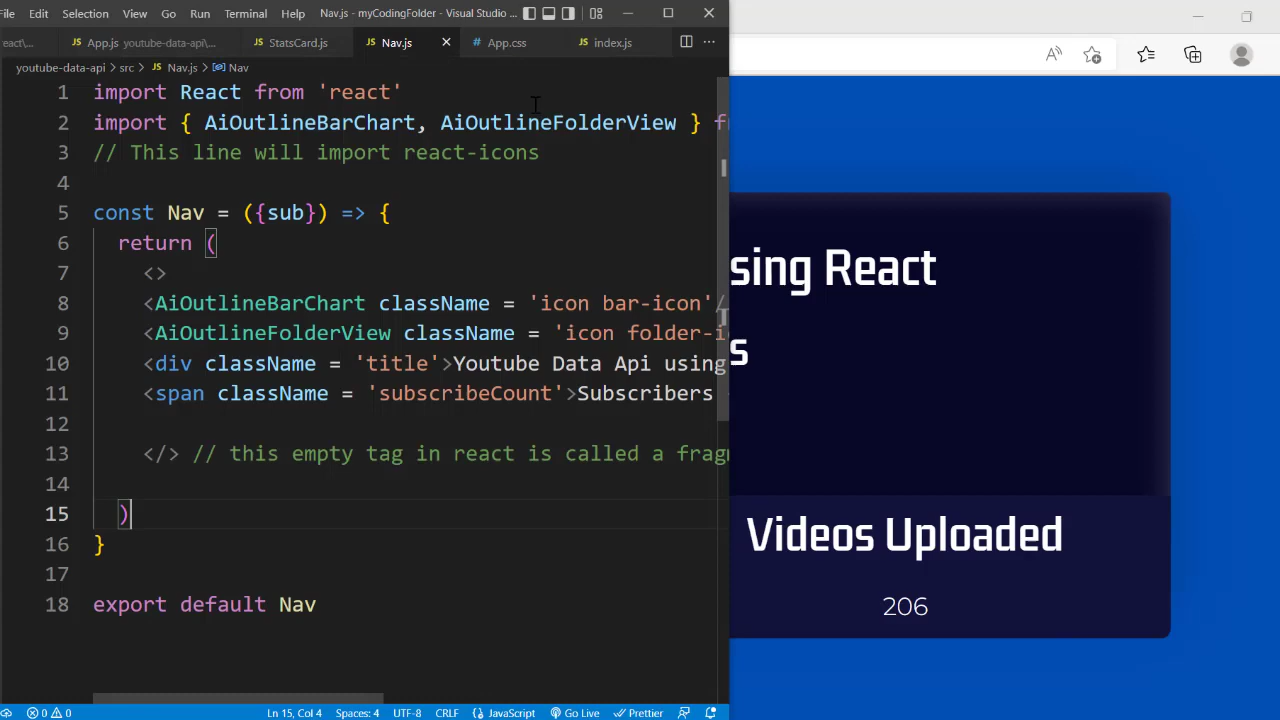 File Edit Selection View Go Run Terminal Help Nav.js - myCodingFolder - Visual Studio ...
react\... App.js youtube-data-api\... StatsCard.js Nav.js App.css index.js
youtube-data-api > src > Nav.js > Nav
1 import React from 'react'
2 import { AiOutlineBarChart, AiOutlineFolderView } fr
3 // This line will import react-icons
4
5 const Nav = ({sub}) => {
6 return (
7 <>
8 <AiOutlineBarChart className = 'icon bar-icon'/
9 <AiOutlineFolderView className = 'icon folder-ic
10 <div className = 'title'>Youtube Data Api using
11 <span className = 'subscribeCount'>Subscribers
12
13 </> // this empty tag in react is called a fragm
14
15 )
16 }
17
18 export default Nav
0 0 Ln 15, Col 4 Spaces: 4 UTF-8 CRLF {} JavaScript Go Live Prettier
sing React
s
Videos Uploaded
206